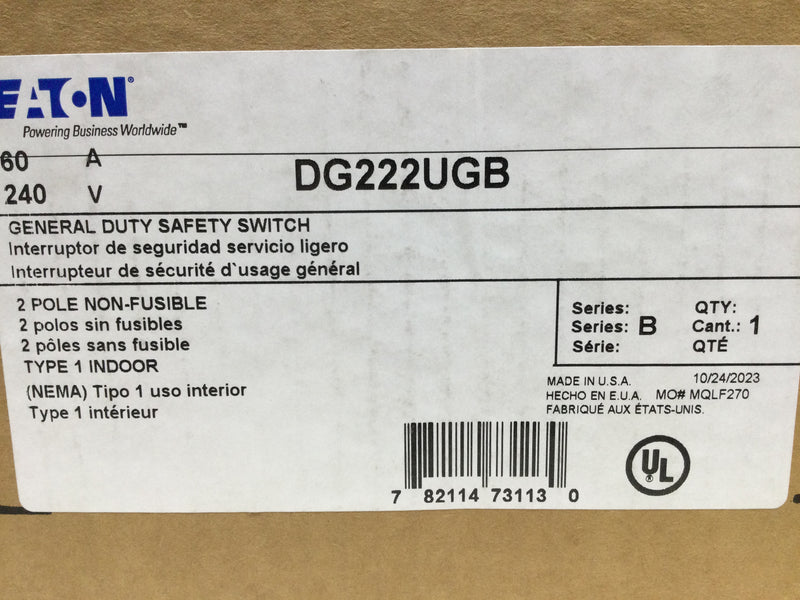 EATON®
Powering Business Worldwide™
60 A
DG222UGB
240 V
GENERAL DUTY SAFETY SWITCH
Interruptor de seguridad servicio ligero
Interrupteur de sécurité d`usage général
2 POLE NON-FUSIBLE
2 polos sin fusibles
2 pôles sans fusible
TYPE 1 INDOOR
(NEMA) Tipo 1 uso interior
Type 1 intérieur
Series: QTY:
Series: B Cant.: 1
Série: QTÉ
MADE IN U.S.A. 10/24/2023
HECHO EN E.U.A. MO# MQLF270
FABRIQUÉ AUX ÉTATS-UNIS.
UL®
7 82114 73113 0